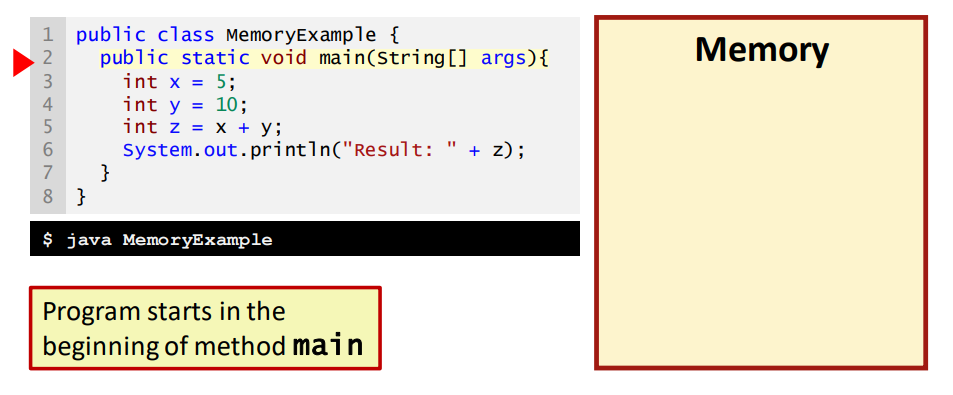 1 public class MemoryExample {
2 public static void main(String[] args){
3 int x = 5;
4 int y = 10;
5 int z = x + y;
6 System.out.println("Result: " + z);
7 }
8 }
$ java MemoryExample
Program starts in the
beginning of method main
Memory